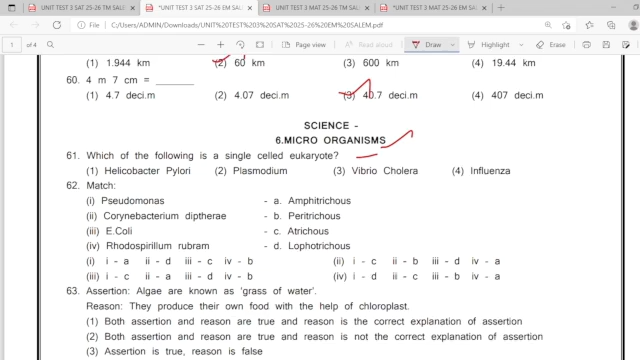 UNIT TEST 3 SAT 25-26 TM SALE
*UNIT TEST 3 SAT 25-26 EM SALE
UNIT TEST 3 MAT 25-26 TM SAL
*UNIT TEST 3 MAT 25-26 EM SAL
File
C:/Users/ADMIN/Downloads/UNIT%20TEST%203%20SAT%202025-26%20EM%20SALEM.pdf
1 of 4
Page view
Read aloud
Draw
Highlight
Erase
(1) 1.944 km (2) 60 km (3) 600 km (4) 19.44 km
60. 4 m 7 cm = ________
(1) 4.7 deci.m (2) 4.07 deci.m (3) 40.7 deci.m (4) 407 deci.m
SCIENCE -
6.MICRO ORGANISMS
61. Which of the following is a single celled eukaryote?
(1) Helicobacter Pylori (2) Plasmodium (3) Vibrio Cholera (4) Influenza
62. Match:
(i) Pseudomonas - a. Amphitrichous
(ii) Corynebacterium diptherae - b. Peritrichous
(iii) E.Coli - c. Atrichous
(iv) Rhodospirillum rubram - d. Lophotrichous
(i) i - a ii - d iii - c iv - b (ii) i - c ii - b iii - d iv - a
(iii) i - c ii - a iii - d iv - b (iv) i - d ii - c iii - b iv - a
63. Assertion: Algae are known as 'grass of water'.
Reason: They produce their own food with the help of chloroplast.
(1) Both assertion and reason are true and reason is the correct explanation of assertion
(2) Both assertion and reason are true and reason is not the correct explanation of assertion
(3) Assertion is true, reason is false